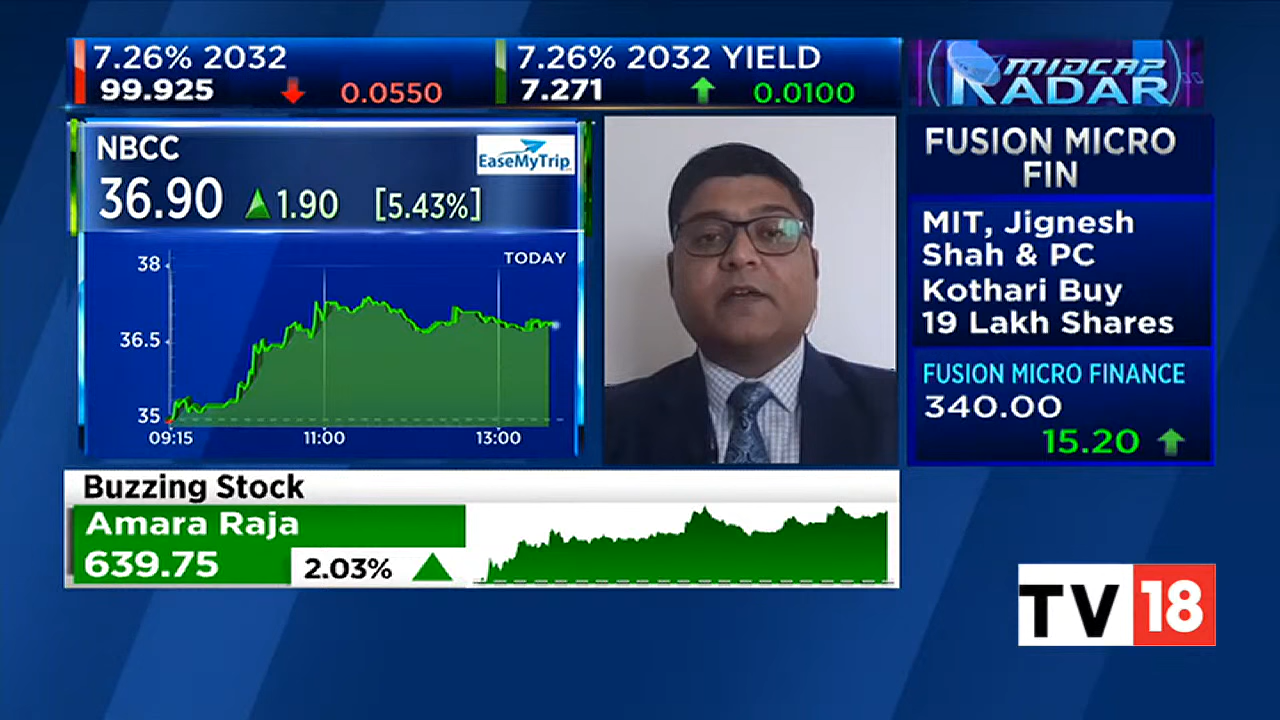 7.26% 2032
99.925 0.0550
7.26% 2032 YIELD
7.271 0.0100
MIDCAP
RADAR
NBCC
EaseMyTrip
36.90 1.90 [5.43%]
TODAY
38
36.5
35
09:15 11:00 13:00
FUSION MICRO
FIN
MIT, Jignesh
Shah & PC
Kothari Buy
19 Lakh Shares
FUSION MICRO FINANCE
340.00
15.20
Buzzing Stock
Amara Raja
639.75 2.03%
TV18